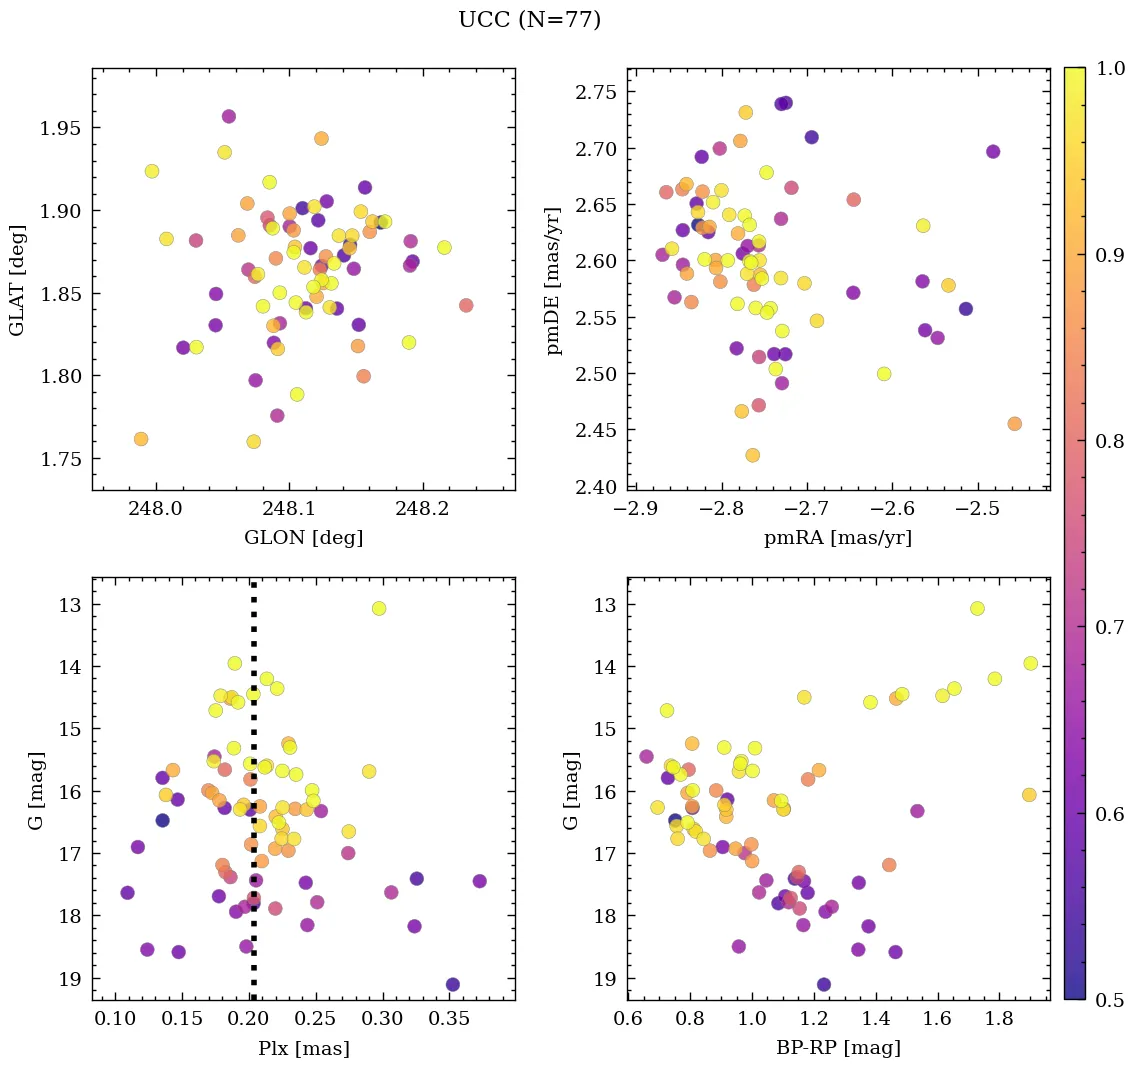 UCC (N=77)
1.95
1.90
1.85
1.80
1.75
GLAT [deg]
248.0 248.1 248.2
GLON [deg]
2.75
2.70
2.65
2.60
2.55
2.50
2.45
2.40
pmDE [mas/yr]
−2.9 −2.8 −2.7 −2.6 −2.5
pmRA [mas/yr]
1.0
0.9
0.8
0.7
0.6
0.5
13
14
15
16
17
18
19
G [mag]
0.10 0.15 0.20 0.25 0.30 0.35
Plx [mas]
13
14
15
16
17
18
19
G [mag]
0.6 0.8 1.0 1.2 1.4 1.6 1.8
BP-RP [mag]